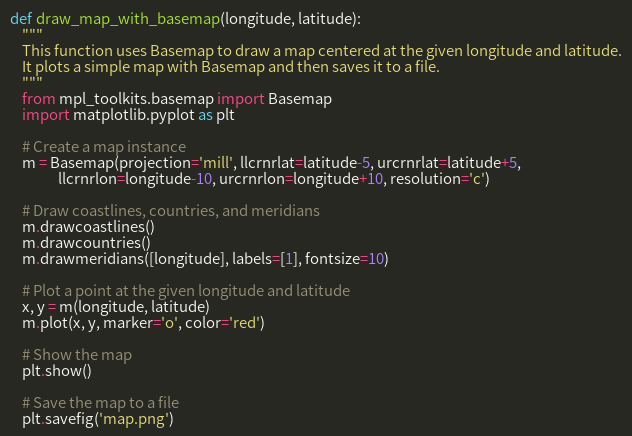 def draw_map_with_basemap(longitude, latitude):
    """
    This function uses Basemap to draw a map centered at the given longitude and latitude.
    It plots a simple map with Basemap and then saves it to a file.
    """
    from mpl_toolkits.basemap import Basemap
    import matplotlib.pyplot as plt

    # Create a map instance
    m = Basemap(projection='mill', llcrnrlat=latitude-5, urcrnrlat=latitude+5,
                llcrnrlon=longitude-10, urcrnrlon=longitude+10, resolution='c')

    # Draw coastlines, countries, and meridians
    m.drawcoastlines()
    m.drawcountries()
    m.drawmeridians([longitude], labels=[1], fontsize=10)

    # Plot a point at the given longitude and latitude
    x, y = m(longitude, latitude)
    m.plot(x, y, marker='o', color='red')

    # Show the map
    plt.show()

    # Save the map to a file
    plt.savefig('map.png')